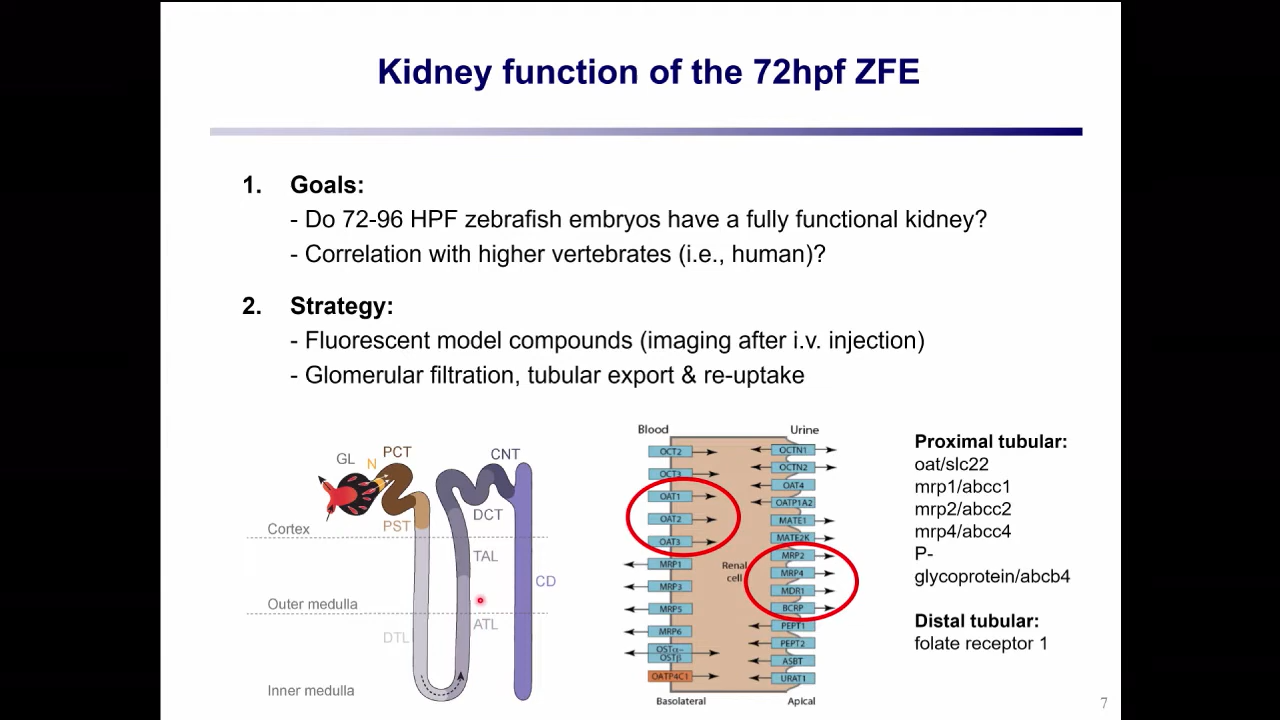 Kidney function of the 72hpf ZFE
1. Goals:
- Do 72-96 HPF zebrafish embryos have a fully functional kidney?
- Correlation with higher vertebrates (i.e., human)?
2. Strategy:
- Fluorescent model compounds (imaging after i.v. injection)
- Glomerular filtration, tubular export & re-uptake
GL
N
PCT
CNT
Cortex
PST
DCT
TAL
CD
Outer medulla
ATL
DTL
Inner medulla
Blood
Urine
OCT2
OCT3
OAT1
OAT2
OAT3
MRP1
MRP3
MRP5
MRP6
OSTα-
OSTβ
OATP4C1
Renal
cell
OCTN1
OCTN2
OAT4
OATP1A2
MATE1
MATE2K
MRP2
MRP4
MDR1
BCRP
PEPT1
PEPT2
ASBT
URAT1
Basolateral
Apical
Proximal tubular:
oat/slc22
mrp1/abcc1
mrp2/abcc2
mrp4/abcc4
P-
glycoprotein/abcb4
Distal tubular:
folate receptor 1
7